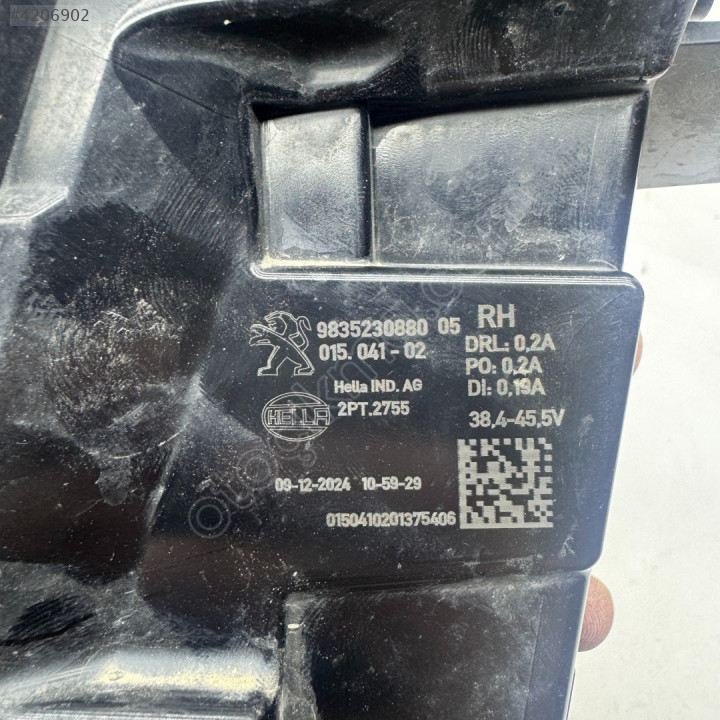 4206902
9835230880 05
RH
015.041-02
DRL: 0,2A
PO: 0,2A
DI: 0,19A
Hella IND. AG
HELLA
2PT.2755
38,4-45,5V
09-12-2024 10-59-29
0150410201375406